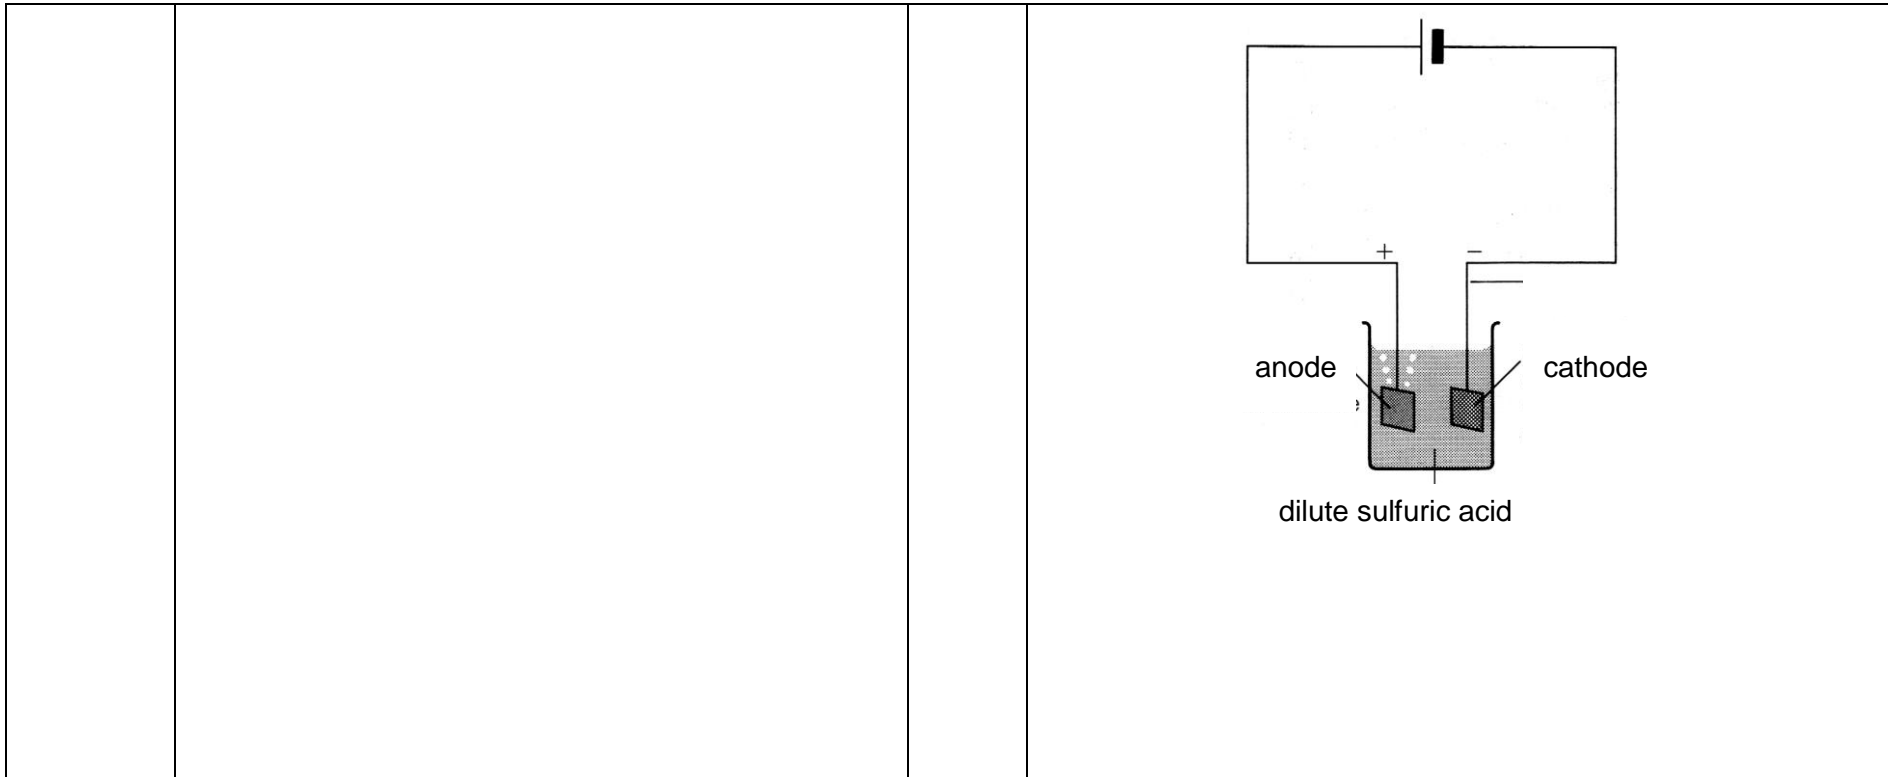 + −
anode cathode
dilute sulfuric acid